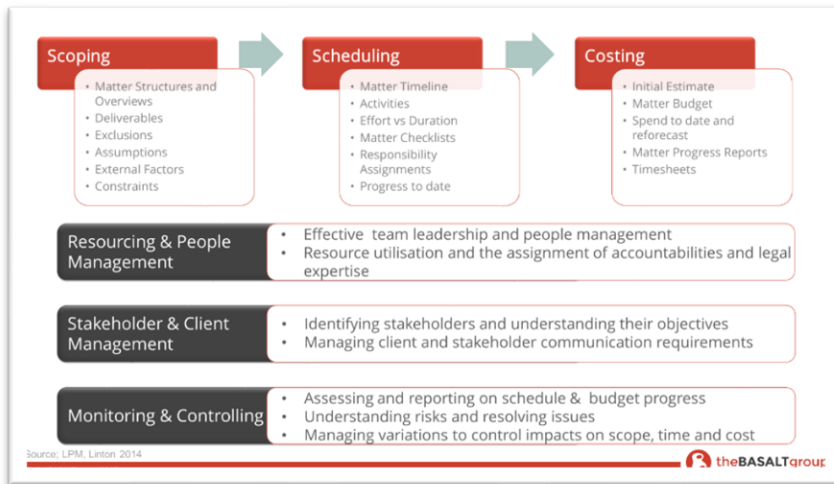 Scoping
• Matter Structures and
Overviews
• Deliverables
• Exclusions
• Assumptions
• External Factors
• Constraints
Scheduling
• Matter Timeline
• Activities
• Effort vs Duration
• Matter Checklists
• Responsibility
Assignments
• Progress to date
Costing
• Initial Estimate
• Matter Budget
• Spend to date and
reforecast
• Matter Progress Reports
• Timesheets
Resourcing & People
Management
• Effective team leadership and people management
• Resource utilisation and the assignment of accountabilities and legal
expertise
Stakeholder & Client
Management
• Identifying stakeholders and understanding their objectives
• Managing client and stakeholder communication requirements
Monitoring & Controlling
• Assessing and reporting on schedule & budget progress
• Understanding risks and resolving issues
• Managing variations to control impacts on scope, time and cost
Source; LPM, Linton 2014
theBASALTgroup